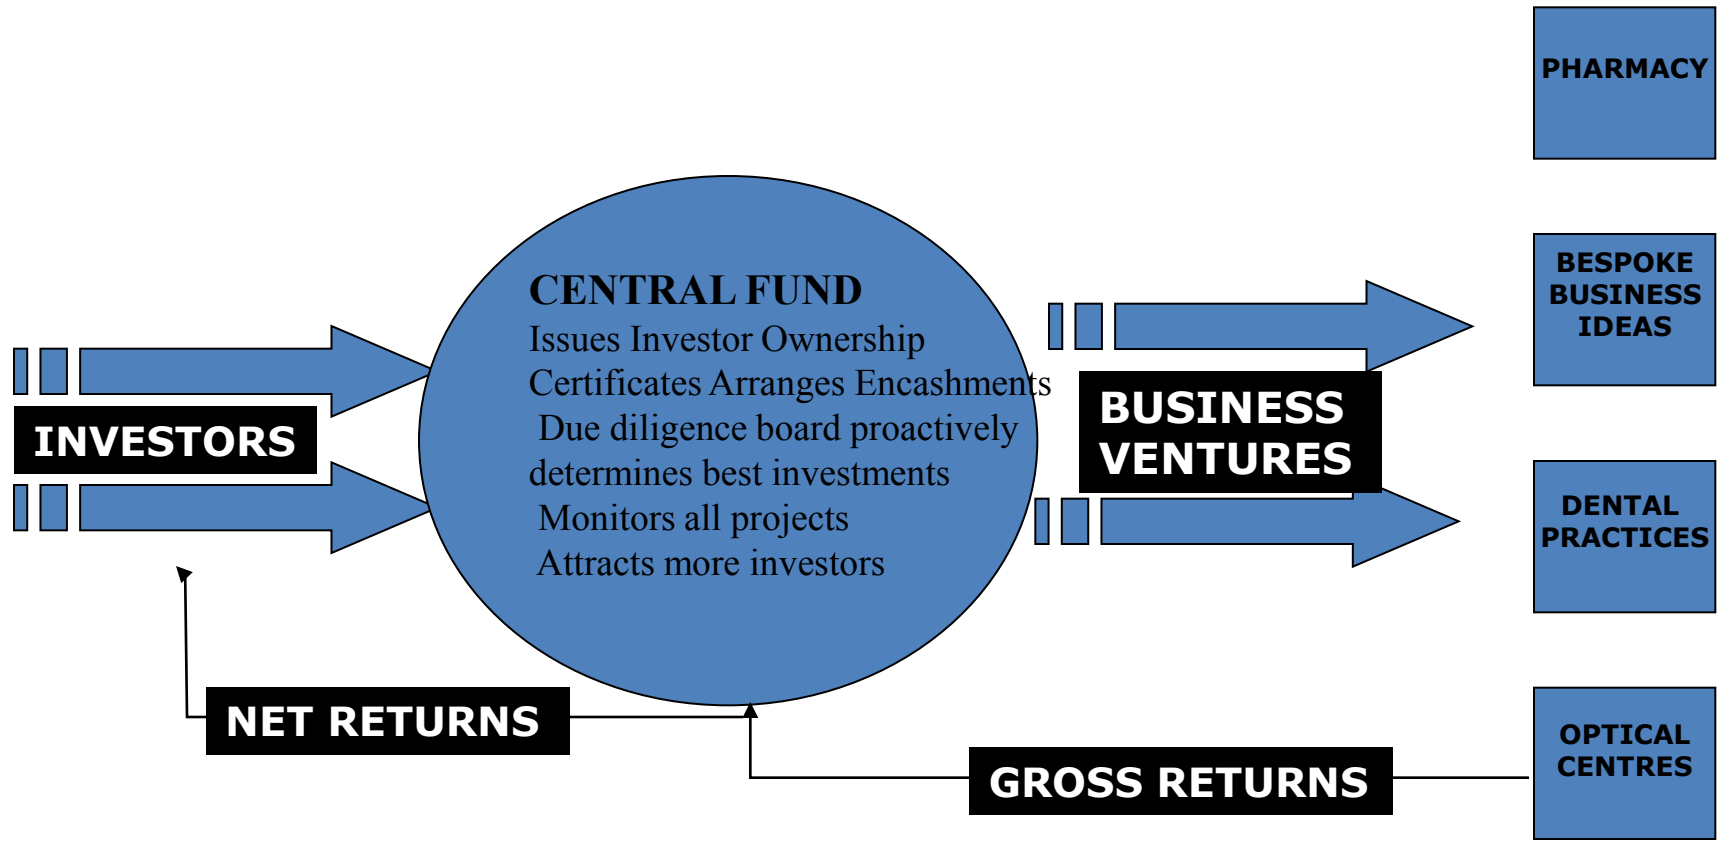 PHARMACY
BESPOKE
BUSINESS
IDEAS
CENTRAL FUND
Issues Investor Ownership
Certificates Arranges Encashments
Due diligence board proactively
determines best investments
Monitors all projects
Attracts more investors
INVESTORS
BUSINESS
VENTURES
DENTAL
PRACTICES
NET RETURNS
GROSS RETURNS
OPTICAL
CENTRES